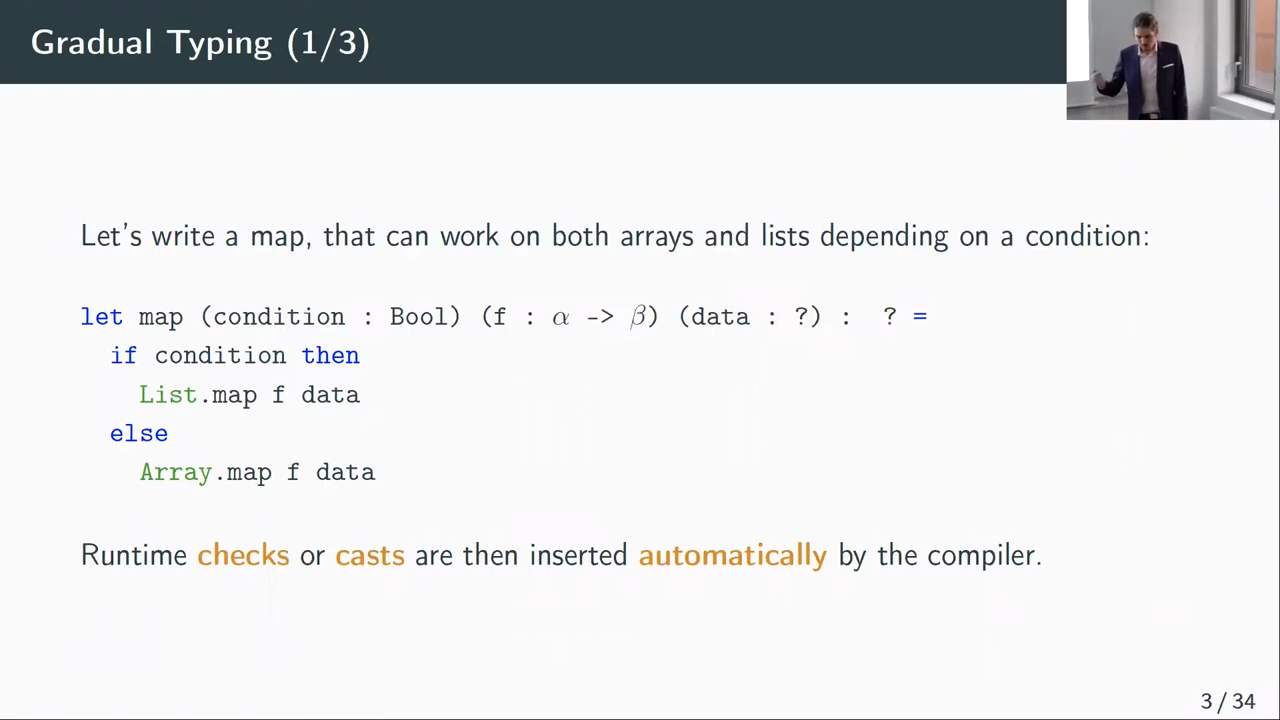 Gradual Typing (1/3)
Let's write a map, that can work on both arrays and lists depending on a condition:
let map (condition : Bool) (f : α -> β) (data : ?) : ? =
if condition then
List.map f data
else
Array.map f data
Runtime checks or casts are then inserted automatically by the compiler.
3 / 34